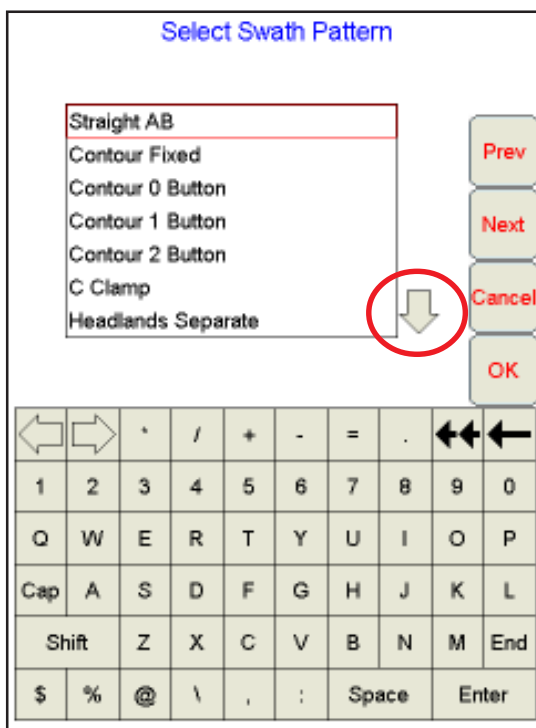 Select Swath Pattern
Straight AB
Contour Fixed
Contour 0 Button
Contour 1 Button
Contour 2 Button
C Clamp
Headlands Separate
Prev
Next
Cancel
OK
* / + - = .
1 2 3 4 5 6 7 8 9 0
Q W E R T Y U I O P
Cap A S D F G H J K L
Shift Z X C V B N M End
$ % @ \ , : Space Enter